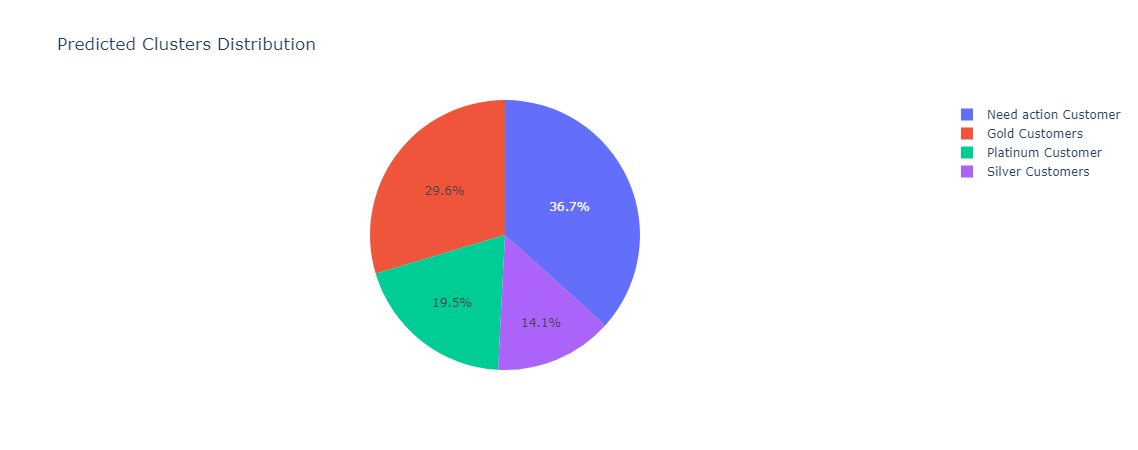 Predicted Clusters Distribution
Need action Customer
Gold Customers
Platinum Customer
Silver Customers
29.6%
36.7%
19.5%
14.1%